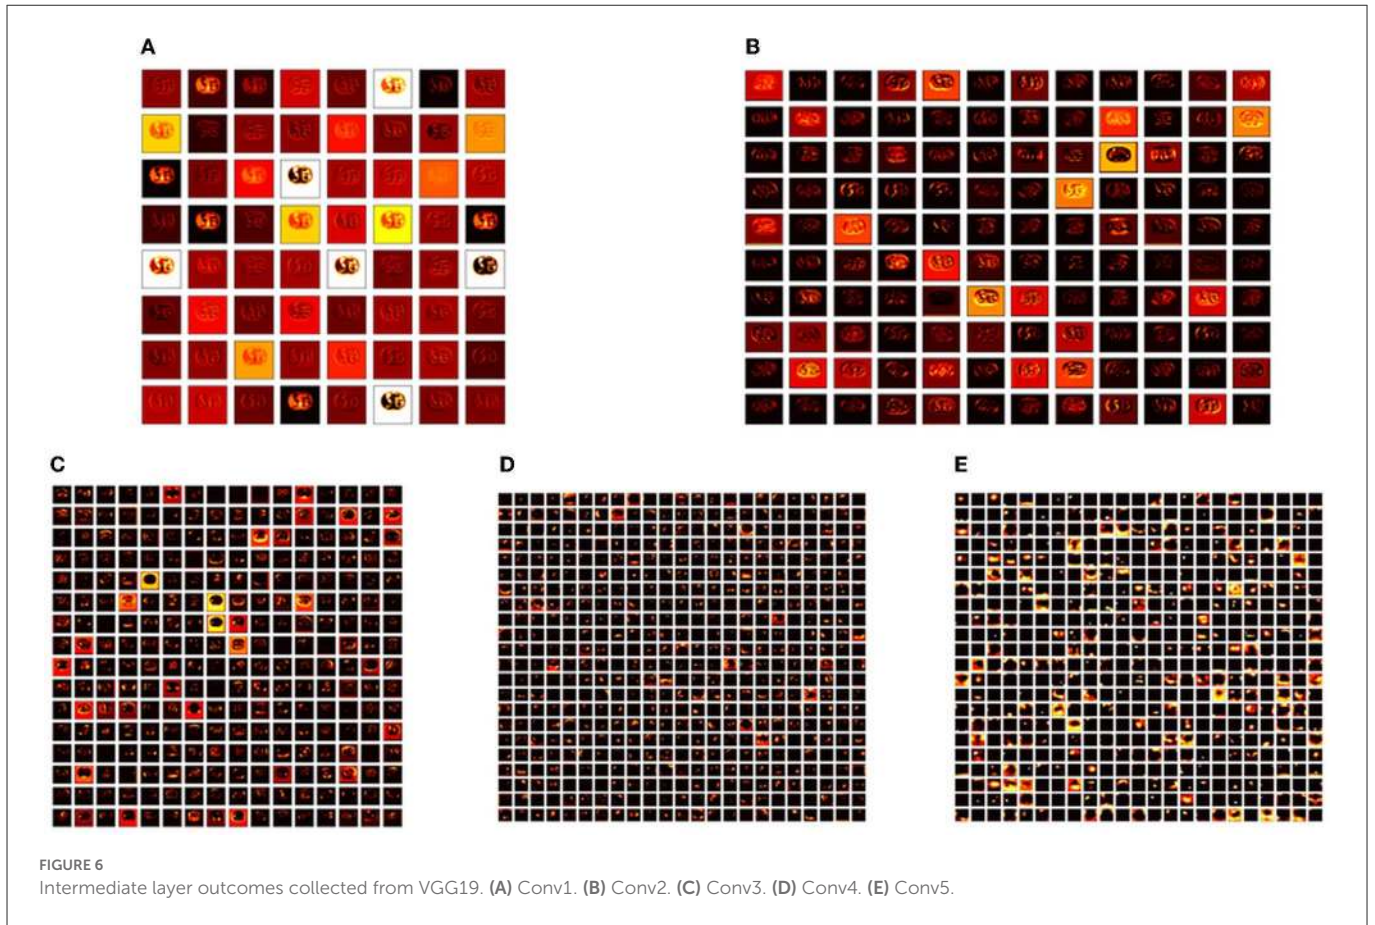 A
B
C
D
E
FIGURE 6
Intermediate layer outcomes collected from VGG19. (A) Conv1. (B) Conv2. (C) Conv3. (D) Conv4. (E) Conv5.